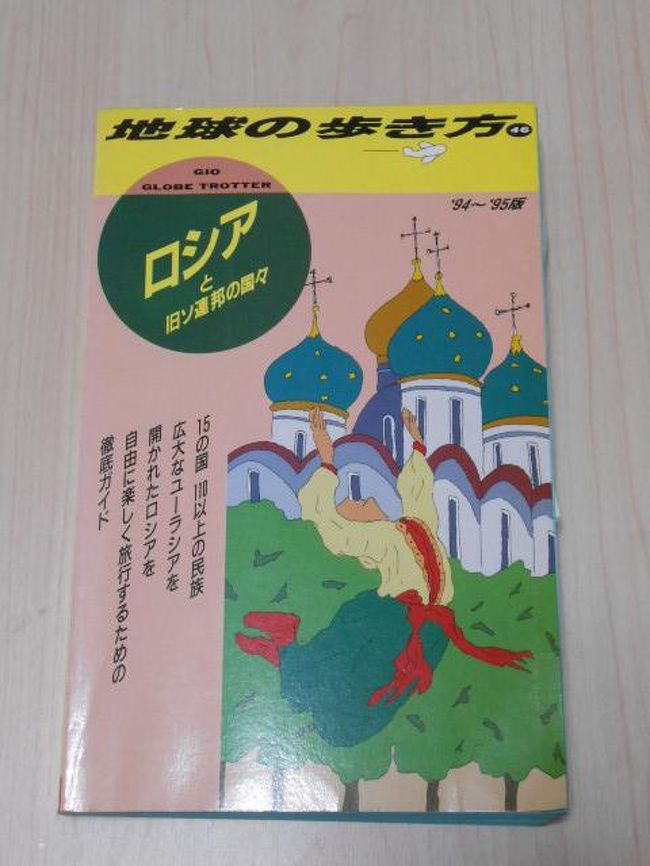 地球の歩き方 46
GIO
GLOBE TROTTER
'94～'95版
ロシア
と
旧ソ連邦の国々
15の国 110以上の民族
広大なユーラシアを
開かれたロシアを
自由に楽しく旅行するための
徹底ガイド